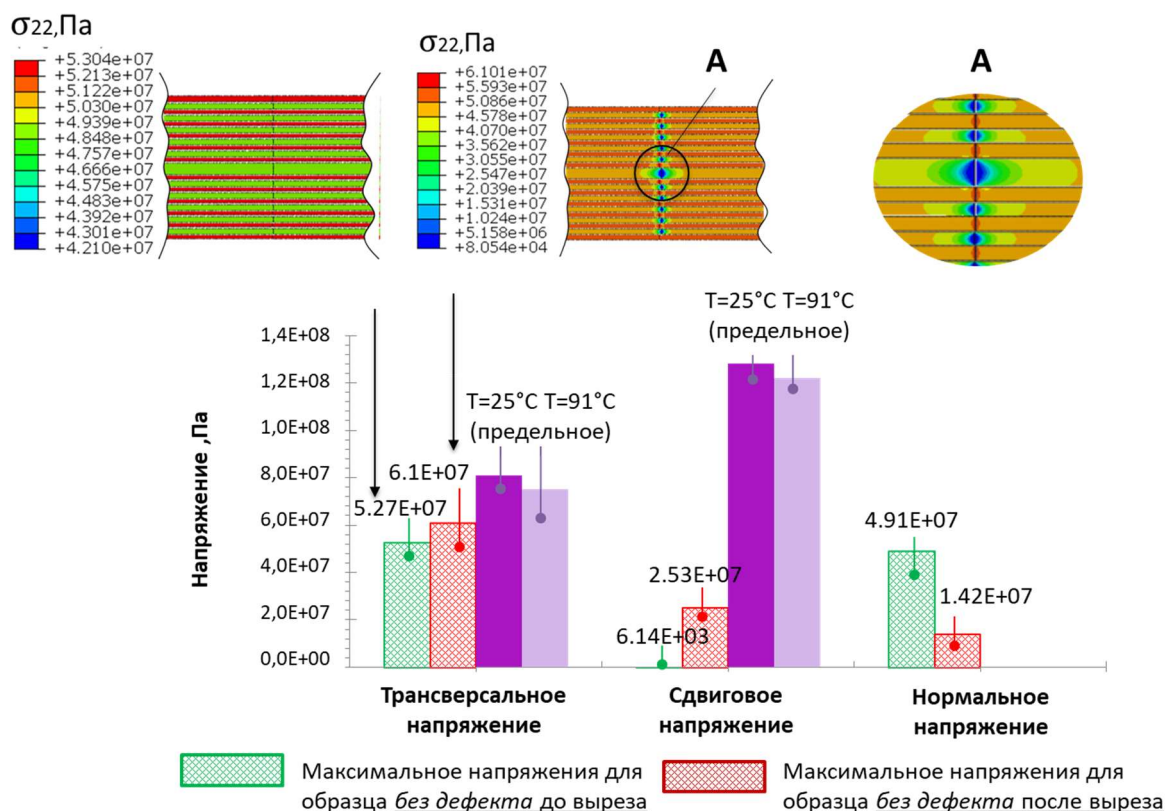 σ22,Па
+5.304e+07
+5.213e+07
+5.122e+07
+5.030e+07
+4.939e+07
+4.848e+07
+4.757e+07
+4.666e+07
+4.575e+07
+4.483e+07
+4.392e+07
+4.301e+07
+4.210e+07
σ22,Па
+6.101e+07
+5.593e+07
+5.086e+07
+4.578e+07
+4.070e+07
+3.562e+07
+3.055e+07
+2.547e+07
+2.039e+07
+1.531e+07
+1.024e+07
+5.158e+06
+8.054e+04
A
A
Напряжение ,Па
1,4E+08
1,2E+08
1,0E+08
8,0E+07
6,0E+07
4,0E+07
2,0E+07
0,0E+00
5.27E+07
6.1E+07
T=25°C T=91°C
(предельное)
6.14E+03
2.53E+07
T=25°C T=91°C
(предельное)
4.91E+07
1.42E+07
Трансверсальное
напряжение
Сдвиговое
напряжение
Нормальное
напряжение
Максимальное напряжения для
образца без дефекта до выреза
Максимальное напряжения для
образца без дефекта после выреза